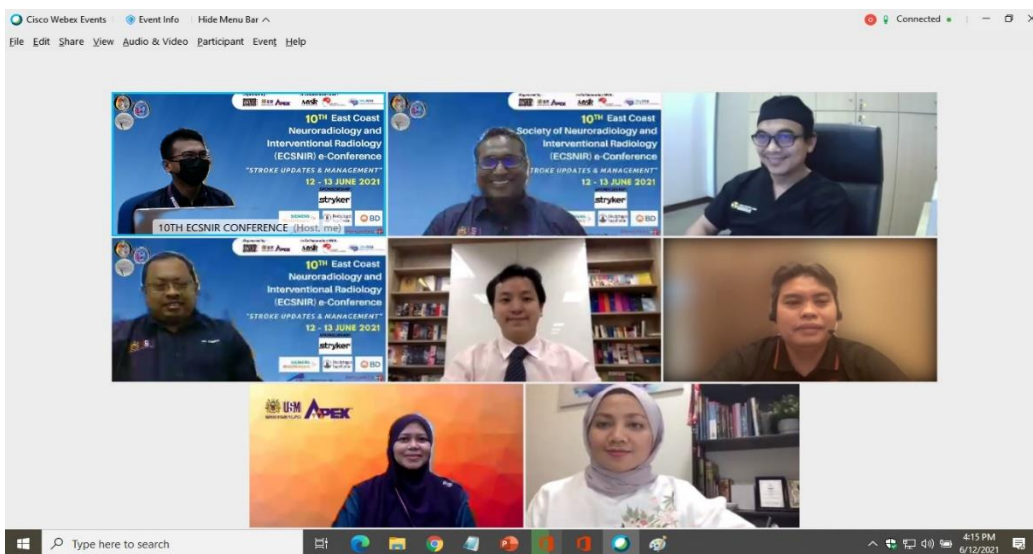 Cisco Webex Events
Event Info
Hide Menu Bar
Connected
File Edit Share View Audio & Video Participant Event Help
10TH East Coast
Neuroradiology and
Interventional Radiology
(ECSNIR) e-Conference
"STROKE UPDATES & MANAGEMENT"
12 - 13 JUNE 2021
stryker
BD
10TH ECSNIR CONFERENCE (Host, me)
10TH East Coast
Society of Neuroradiology and
Interventional Radiology
(ECSNIR) e-Conference
STROKE UPDATES & MANAGEMENT"
12 - 13 JUNE 2021
stryker
BD
10TH East Coast
Neuroradiology and
Interventional Radiology
(ECSNIR) e-Conference
"STROKE UPDATES & MANAGEMENT"
12 - 13 JUNE 2021
stryker
BD
USM APEX
Type here to search
4:15 PM
6/12/2021